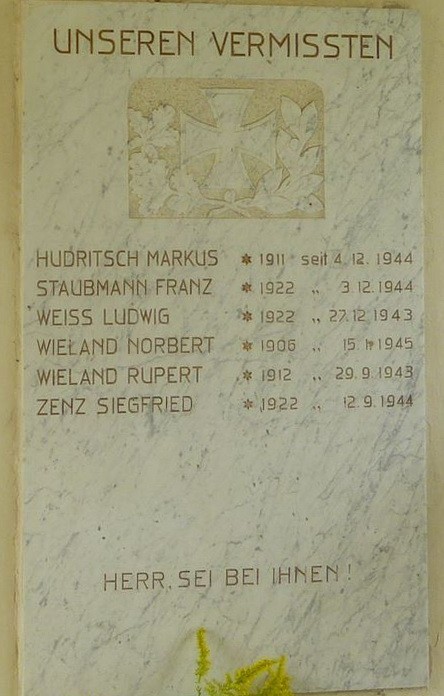 UNSEREN VERMISSTEN
HUDRITSCH MARKUS * 1911 seit 4. 12. 1944
STAUBMANN FRANZ * 1922 „ 3. 12. 1944
WEISS LUDWIG * 1922 „ 27. 12. 1943
WIELAND NORBERT * 1906 „ 15. 1. 1945
WIELAND RUPERT * 1912 „ 29. 9. 1943
ZENZ SIEGFRIED * 1922 „ 12. 9. 1944
HERR, SEI BEI IHNEN !